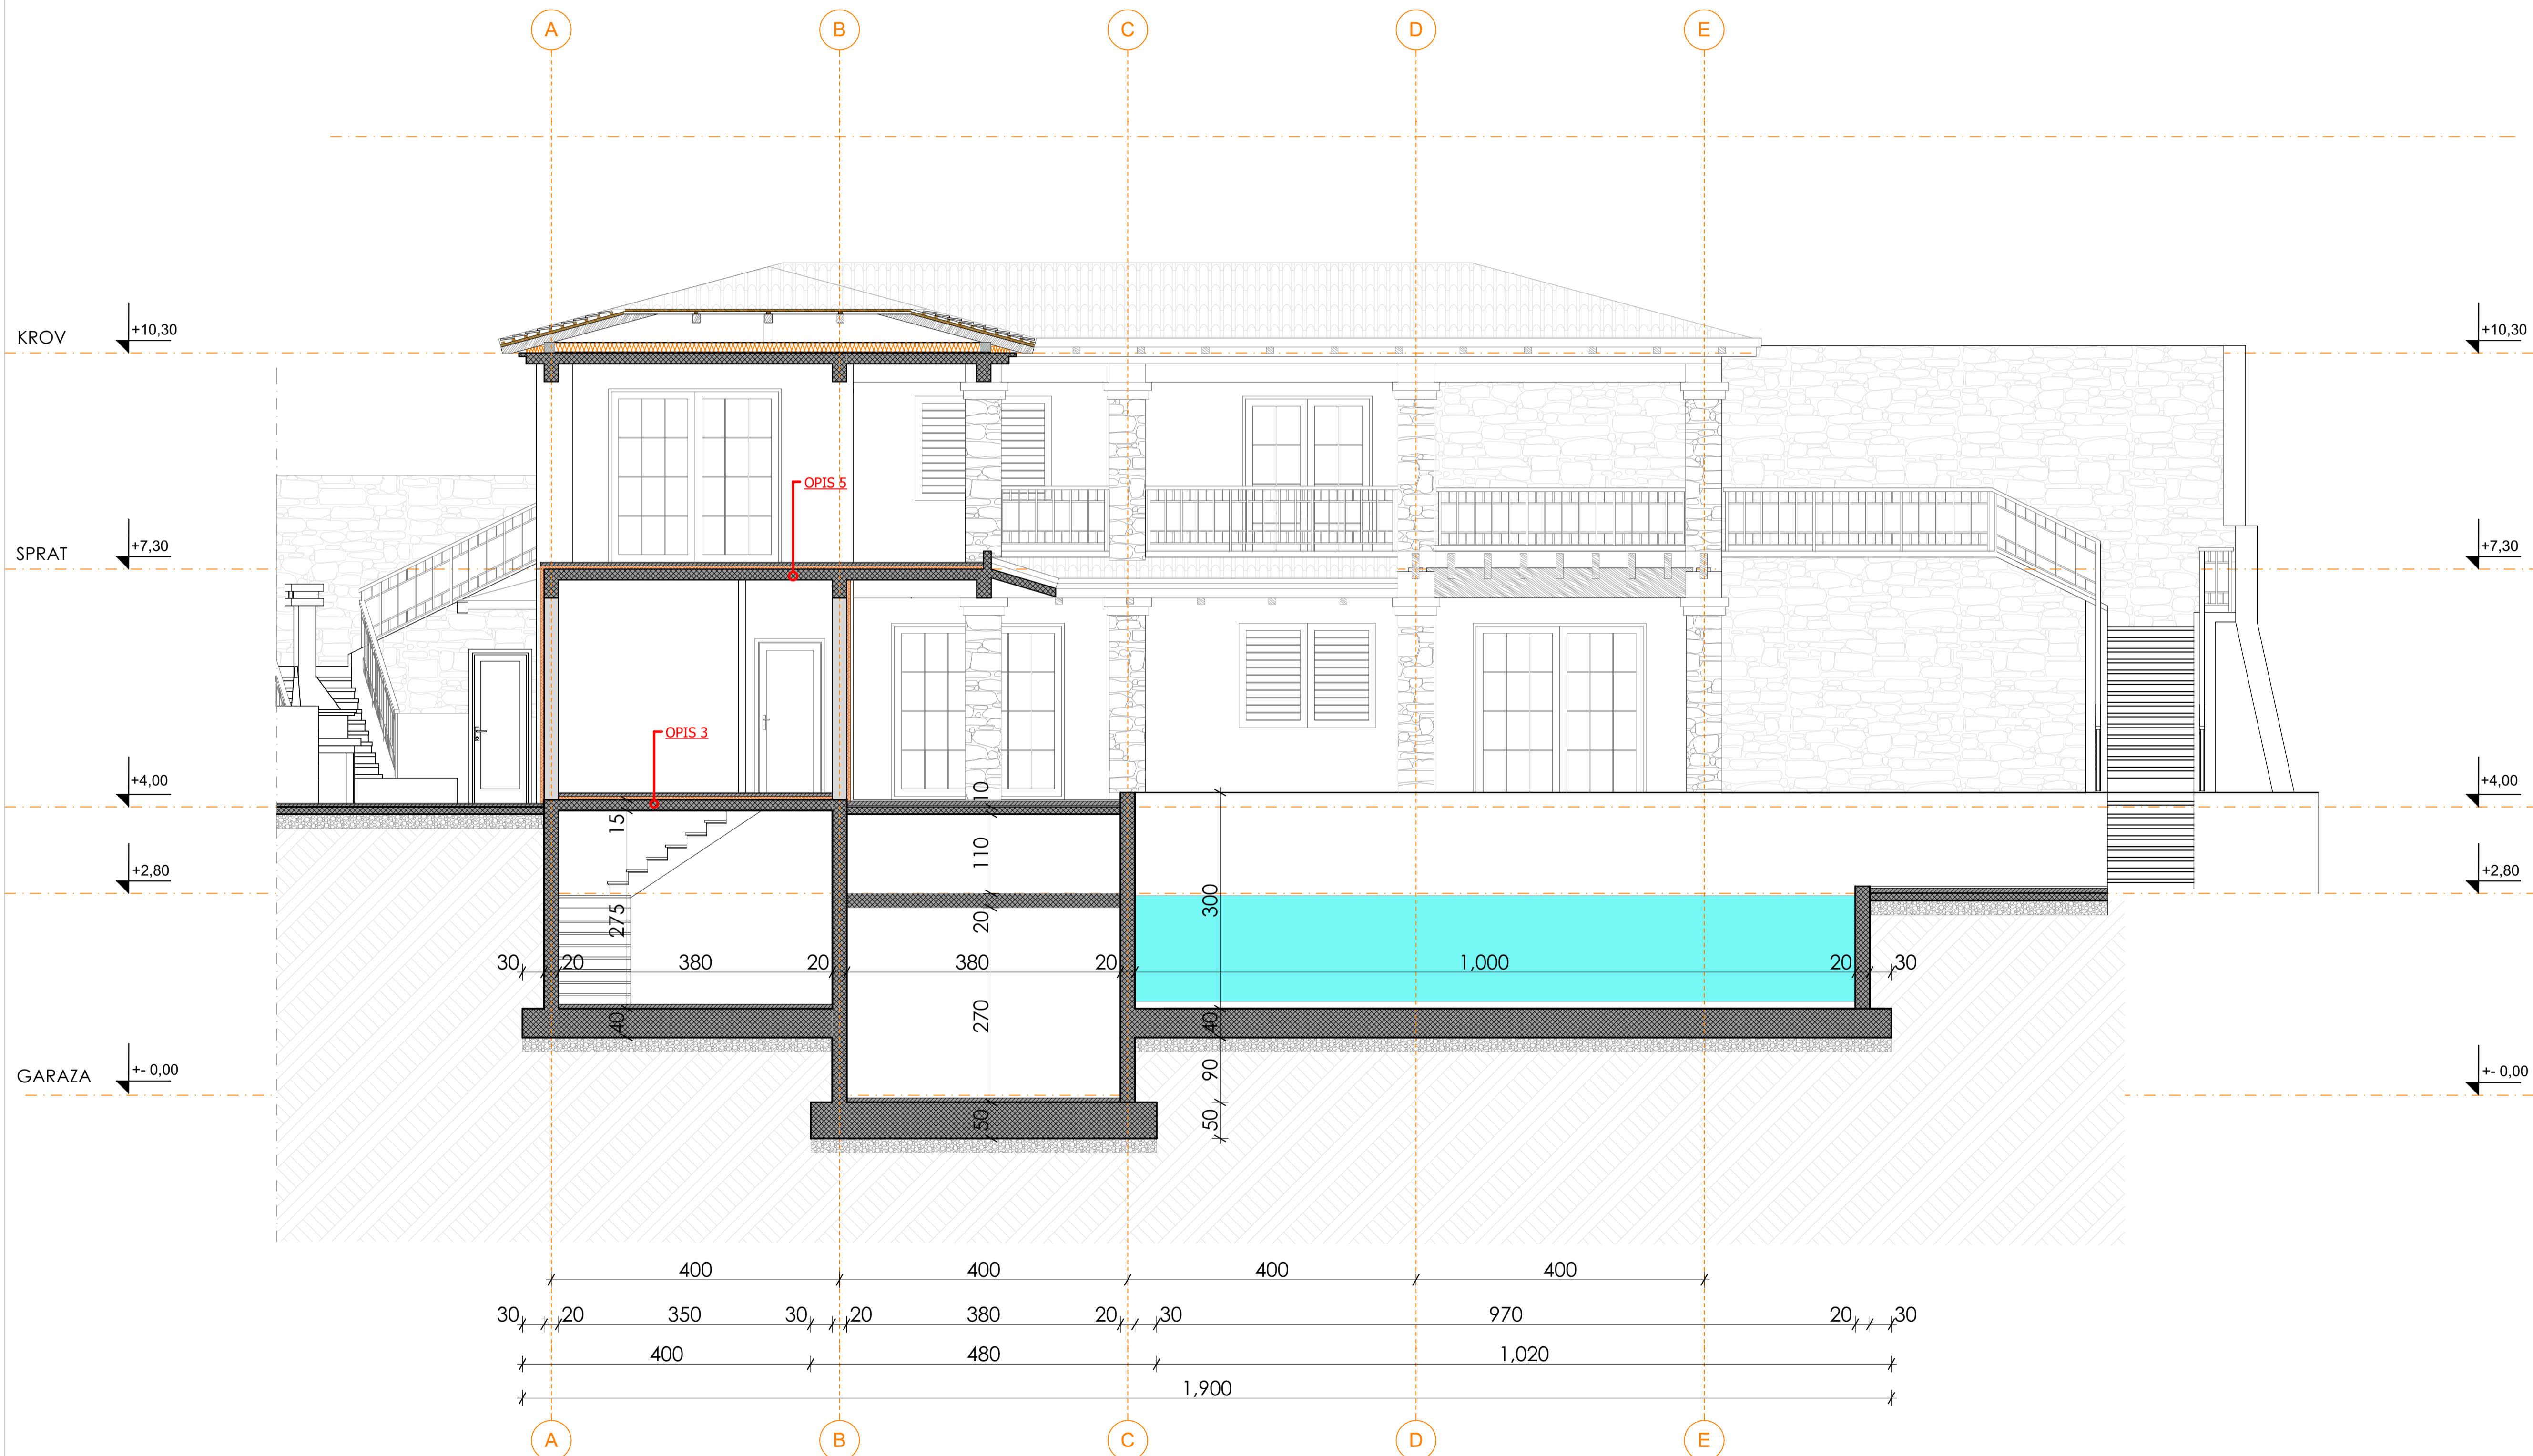 A B C D E
KROV +10,30 +10,30
OPIS 5
SPRAT +7,30 +7,30
OPIS 3
+4,00 10 +4,00
15
110
+2,80 +2,80
275 20 300
30 20 380 20 380 20 1,000 20 30
40 270 40
GARAZA +- 0,00 90 +- 0,00
50 50
400 400 400 400
30 20 350 30 20 380 20 30 970 20 30
400 480 1,020
1,900
A B C D E